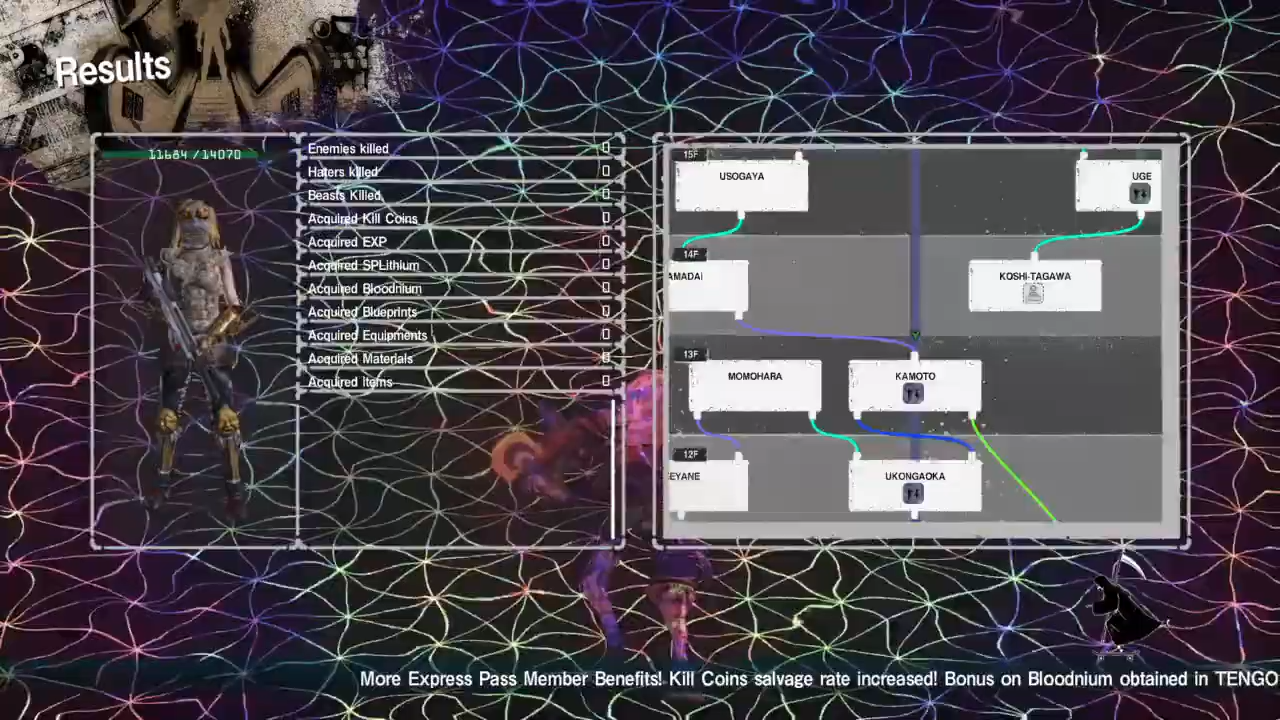 Results
11684 / 14070
Enemies killed 0
Haters killed 0
Beasts Killed 0
Acquired Kill Coins 0
Acquired EXP 0
Acquired SPLithium 0
Acquired Bloodnium 0
Acquired Blueprints 0
Acquired Equipments 0
Acquired Materials 0
Acquired Items 0
15F
USOGAYA
UGE
14F
AMADAI
KOSHI-TAGAWA
13F
MOMOHARA
KAMOTO
12F
EYANE
UKONGAOKA
More Express Pass Member Benefits! Kill Coins salvage rate increased! Bonus on Bloodnium obtained in TENGO